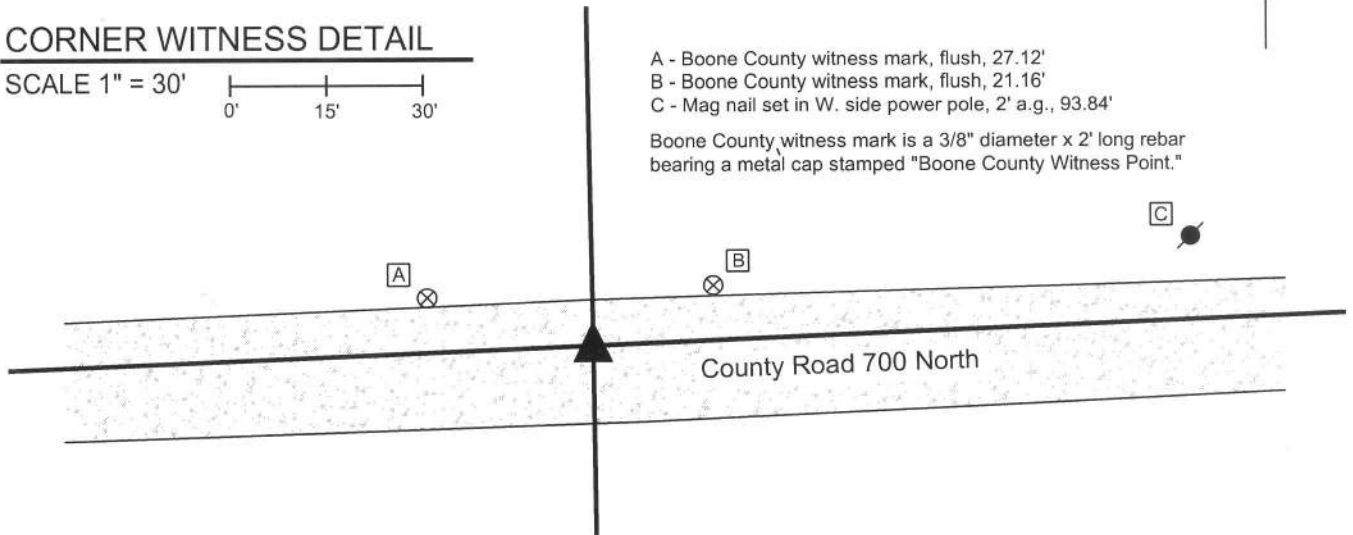 CORNER WITNESS DETAIL
SCALE 1" = 30'
0' 15' 30'
A - Boone County witness mark, flush, 27.12'
B - Boone County witness mark, flush, 21.16'
C - Mag nail set in W. side power pole, 2' a.g., 93.84'
Boone County witness mark is a 3/8" diameter x 2' long rebar
bearing a metal cap stamped "Boone County Witness Point."
C
B
A
County Road 700 North